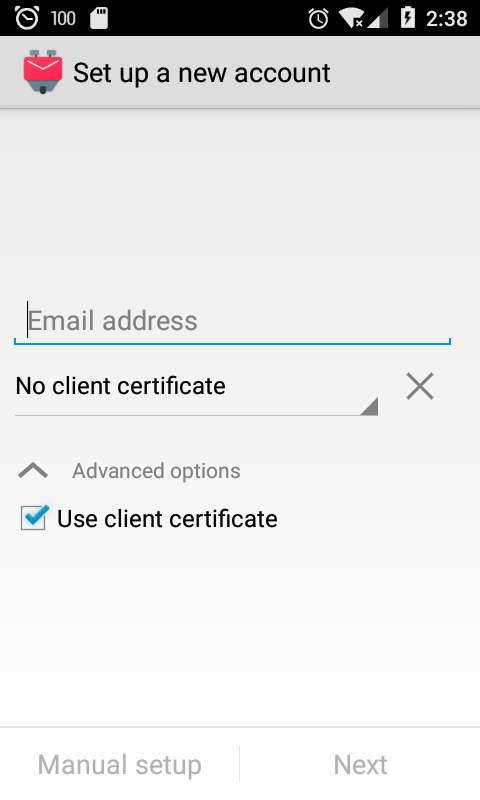 100 2:38
Set up a new account
Email address
No client certificate
Advanced options
Use client certificate
Manual setup Next